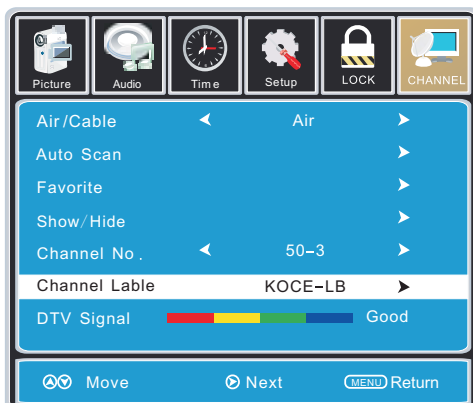 Picture Audio Time Setup LOCK CHANNEL
Air/Cable Air
Auto Scan
Favorite
Show/Hide
Channel No. 50-3
Channel Lable KOCE-LB
DTV Signal Good
Move Next MENU Return